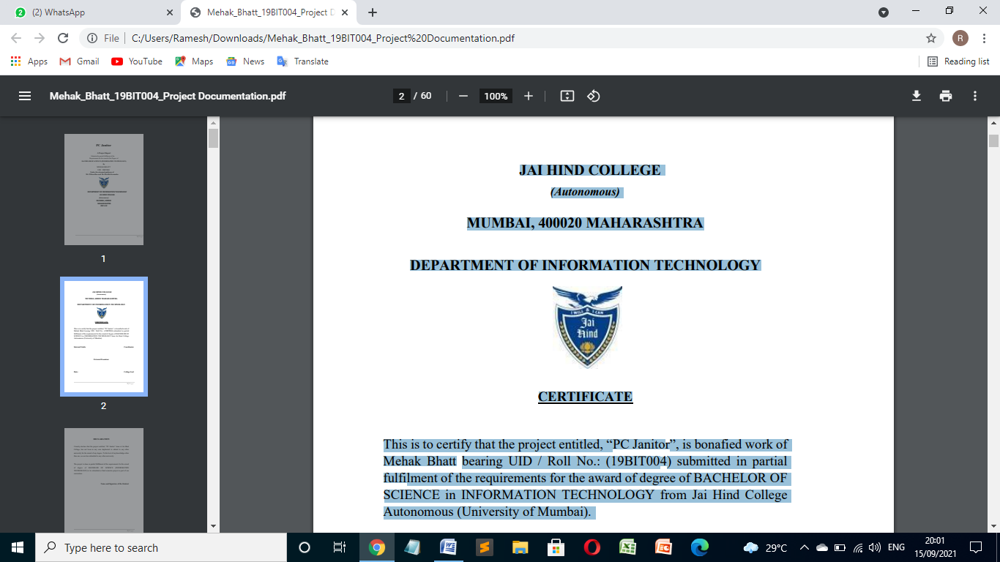 (2) WhatsApp
Mehak_Bhatt_19BIT004_Project D
File
C:/Users/Ramesh/Downloads/Mehak_Bhatt_19BIT004_Project%20Documentation.pdf
R
Apps
Gmail
YouTube
Maps
News
Translate
Reading list
Mehak_Bhatt_19BIT004_Project Documentation.pdf
2 / 60
100%
PC Janitor
1
2
DECLARATION
JAI HIND COLLEGE
(Autonomous)
MUMBAI, 400020 MAHARASHTRA
DEPARTMENT OF INFORMATION TECHNOLOGY
I WILL & I CAN
Jai
Hind
CERTIFICATE
This is to certify that the project entitled, “PC Janitor”, is bonafied work of
Mehak Bhatt bearing UID / Roll No.: (19BIT004) submitted in partial
fulfilment of the requirements for the award of degree of BACHELOR OF
SCIENCE in INFORMATION TECHNOLOGY from Jai Hind College
Autonomous (University of Mumbai).
Type here to search
29°C
ENG
20:01
15/09/2021